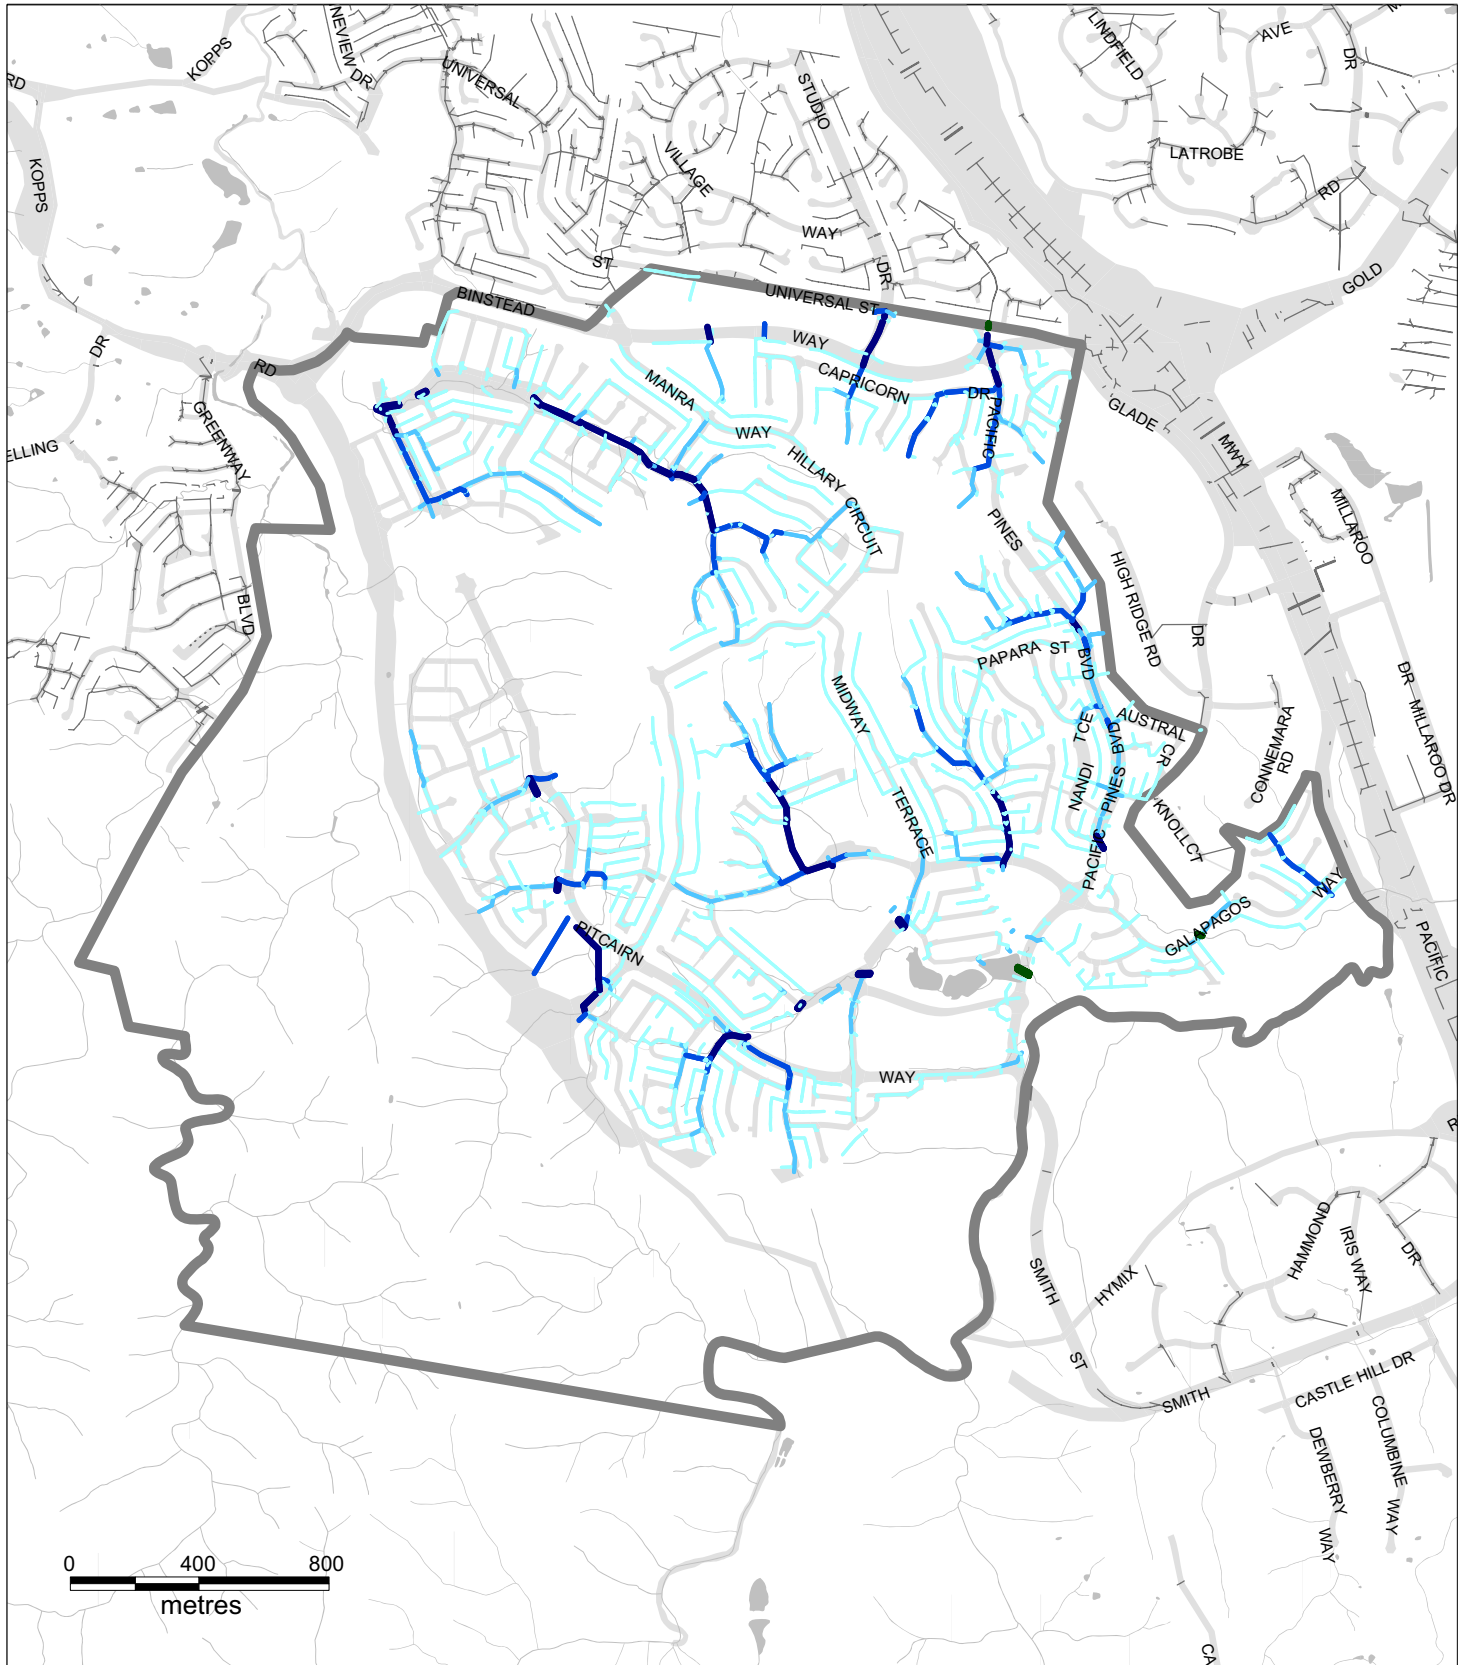 KOPPS
NEVIEW DR
UNIVERSAL
STUDIO
LINDFIELD
AVE
DR
RD
KOPPS
VILLAGE
WAY
LATROBE
RD
ST
DR
GOLD
BINSTEAD
UNIVERSAL ST
WAY
RD
DR
CAPRICORN
DR
MANRA
WAY
PACIFIC
GLADE
MWY
GREENWAY
ELLING
HILLARY
CIRCUIT
PINES
MILLAROO
HIGH RIDGE RD
DR
BLVD
PAPARA ST
BVD
MIDWAY
DR
MILLAROO DR
AUSTRAL
CR
TCE
BVD
CONNEMARA
RD
NANDI
PINES
TERRACE
KNOLLCT
PACIFIC
WAY
GALAPAGOS
PITCAIRN
PACIFIC
WAY
R
HAMMOND
IRIS WAY
DR
HYMIX
SMITH
ST
SMITH
CASTLE HILL DR
COLUMBINE
WAY
DEWBERRY
WAY
0 400 800
metres
CA